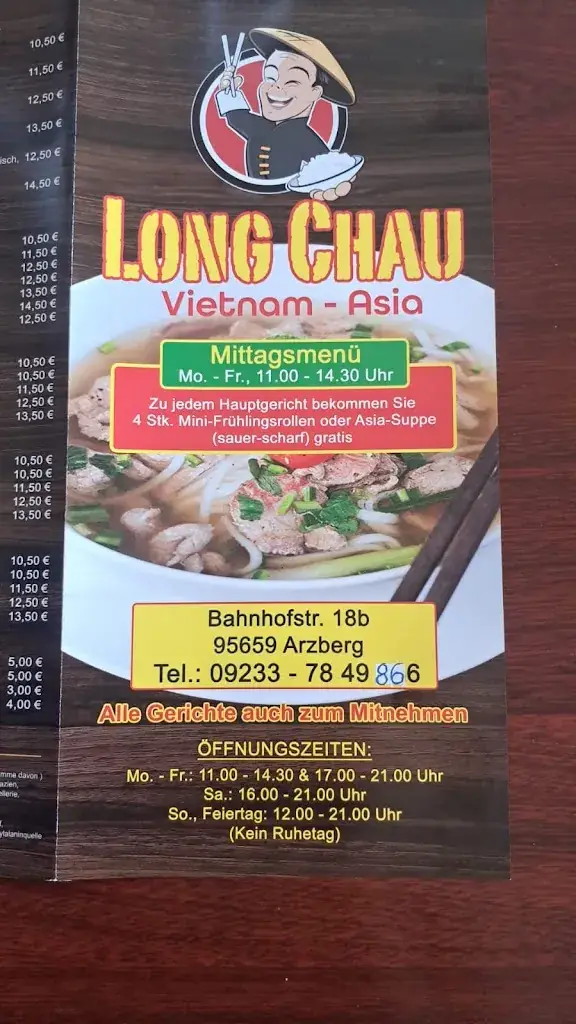 10,50 €
11,50 €
12,50 €
13,50 €
12,50 €
14,50 €
10,50 €
11,50 €
12,50 €
12,50 €
13,50 €
14,50 €
12,50 €
10,50 €
10,50 €
11,50 €
12,50 €
13,50 €
10,50 €
10,50 €
11,50 €
12,50 €
13,50 €
10,50 €
10,50 €
11,50 €
12,50 €
13,50 €
5,00 €
5,00 €
3,00 €
4,00 €
LONG CHAU
Vietnam - Asia
Mittagsmenü
Mo. - Fr., 11.00 - 14.30 Uhr
Zu jedem Hauptgericht bekommen Sie
4 Stk. Mini-Frühlingsrollen oder Asia-Suppe
(sauer-scharf) gratis
Bahnhofstr. 18b
95659 Arzberg
Tel.: 09233 - 78 49 866
Alle Gerichte auch zum Mitnehmen
ÖFFNUNGSZEITEN:
Mo. - Fr.: 11.00 - 14.30 & 17.00 - 21.00 Uhr
Sa.: 16.00 - 21.00 Uhr
So., Feiertag: 12.00 - 21.00 Uhr
(Kein Ruhetag)